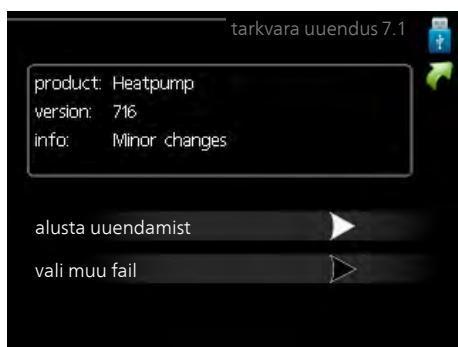 tarkvara uuendus 7.1
product: Heatpump
version: 716
info: Minor changes
alusta uuendamist
vali muu fail